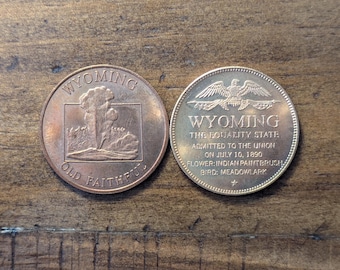 WYOMING
OLD FAITHFUL
WYOMING
THE EQUALITY STATE
ADMITTED TO THE UNION
ON JULY 10, 1890
FLOWER: INDIAN PAINTBRUSH
BIRD: MEADOWLARK